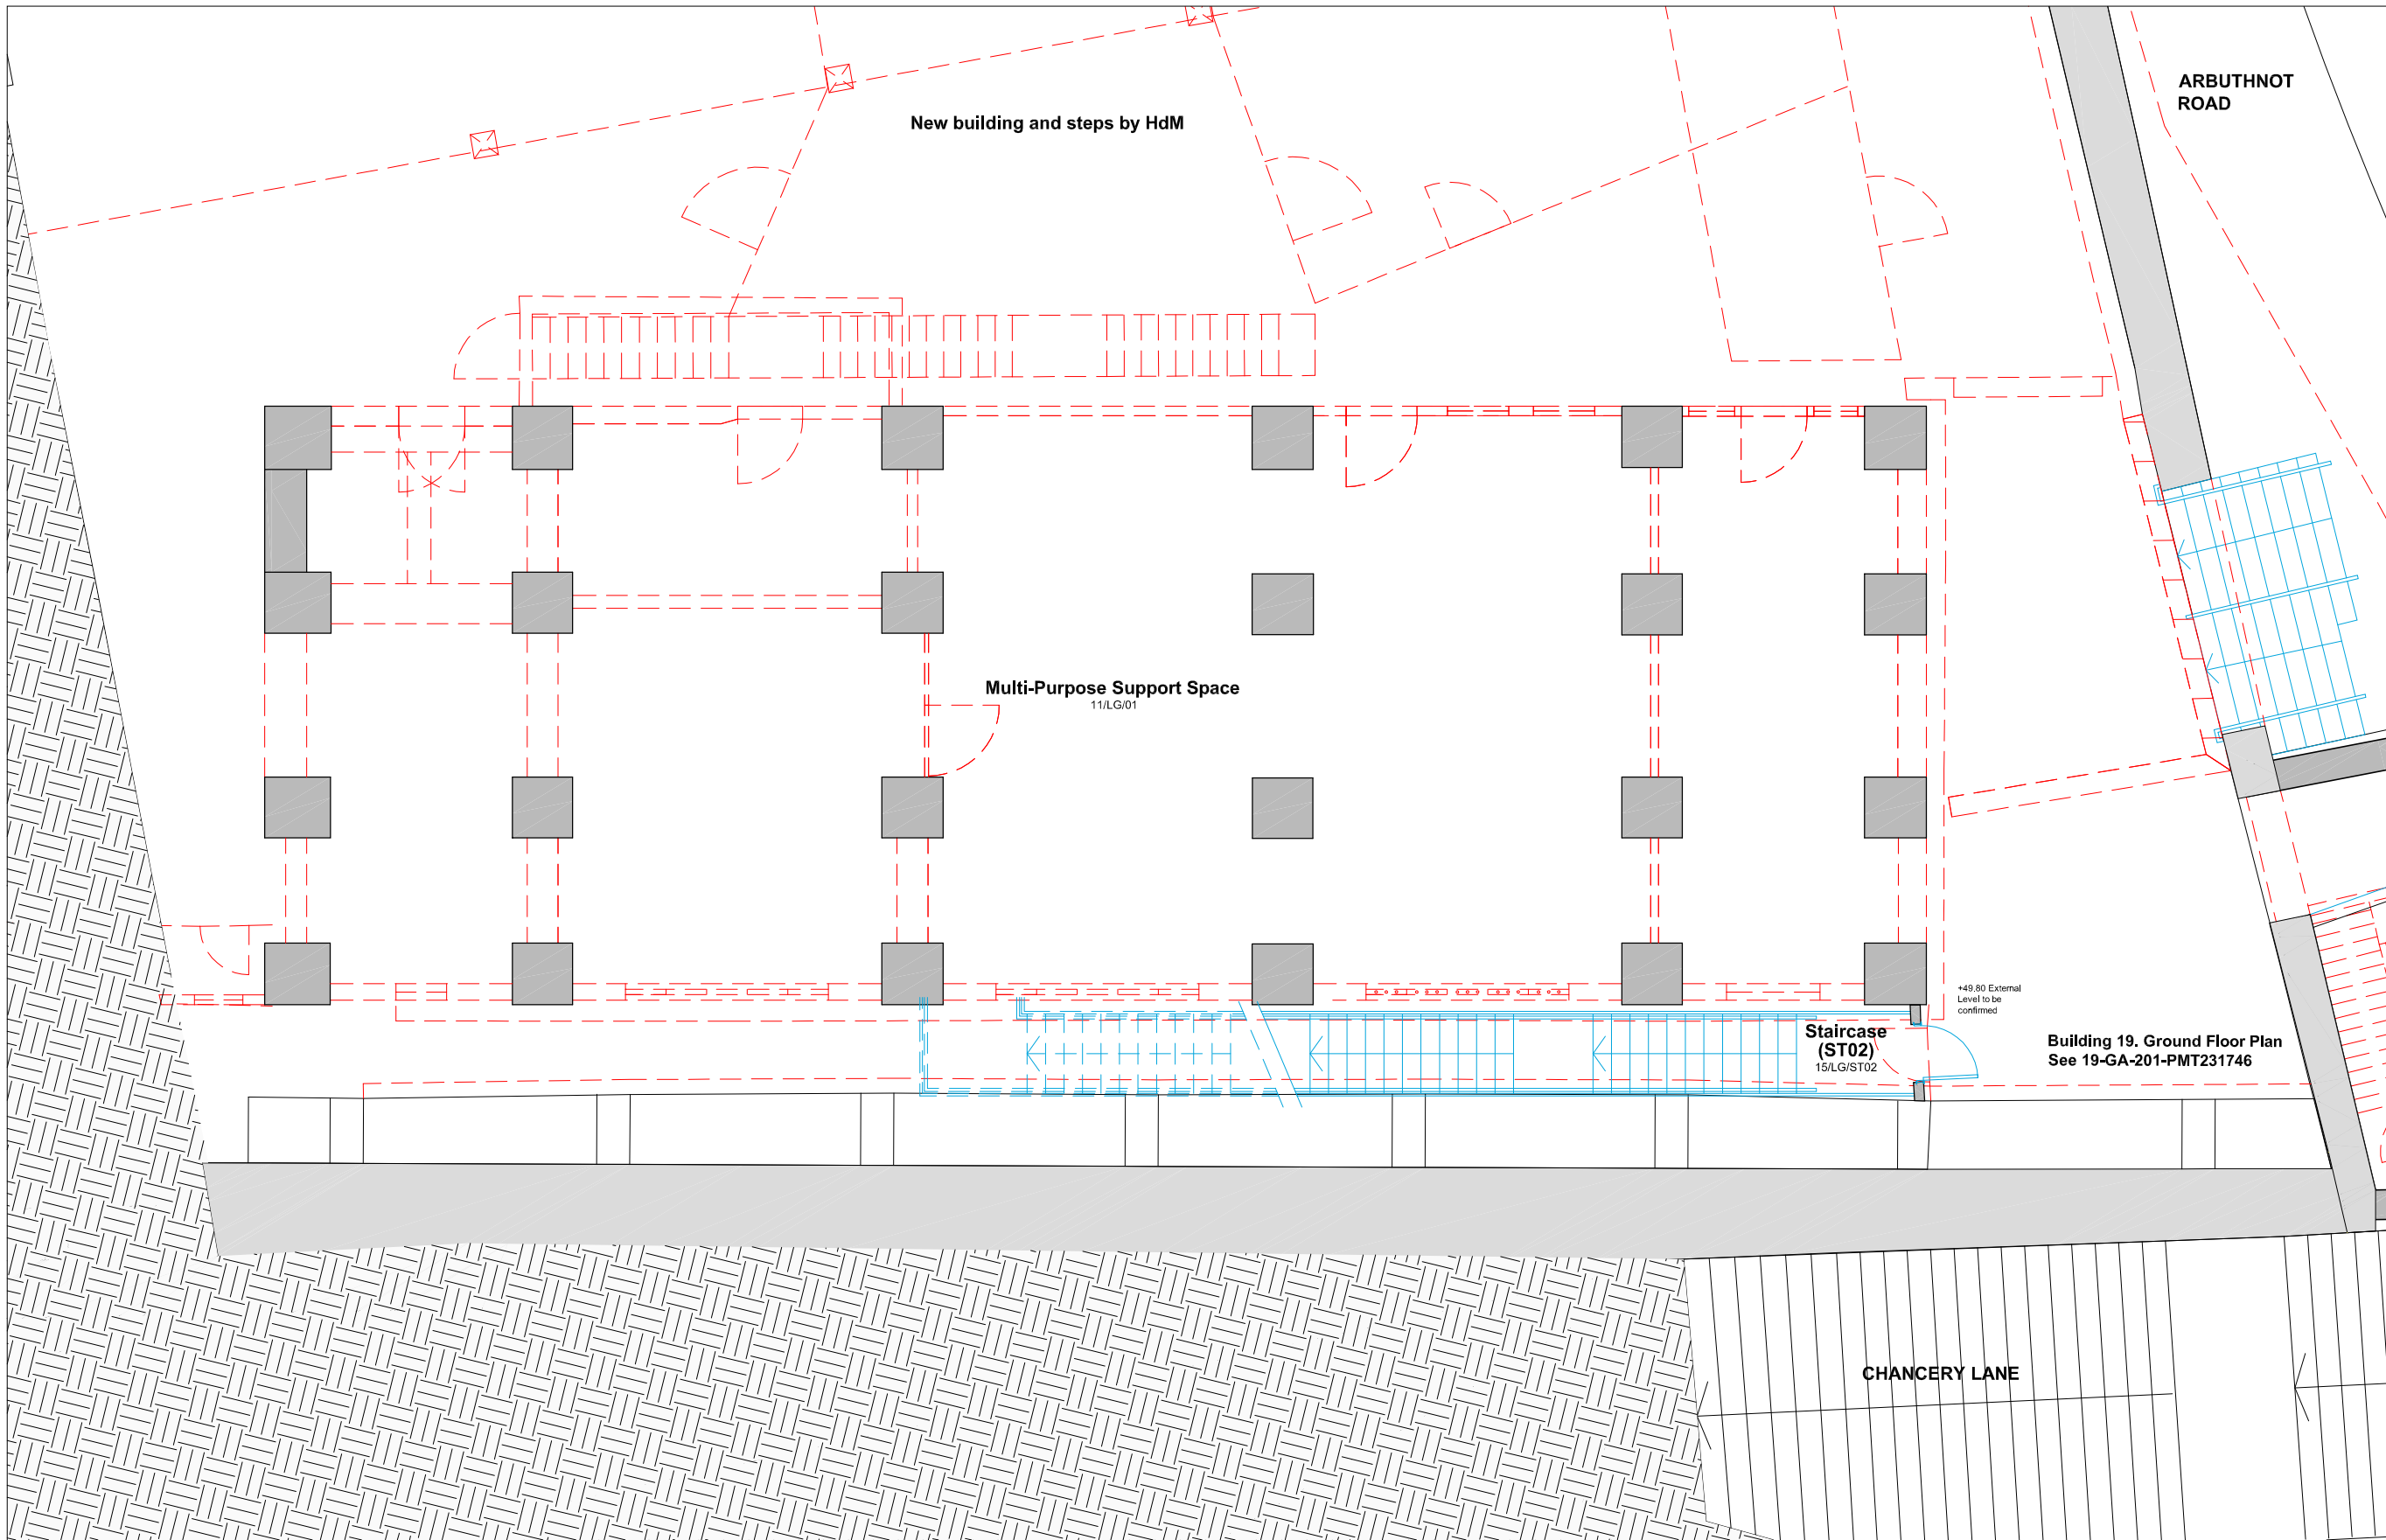 ARBUTHNOT
ROAD
New building and steps by HdM
Multi-Purpose Support Space
11/LG/01
+49,80 External
Level to be
confirmed
Staircase
(ST02)
15/LG/ST02
Building 19. Ground Floor Plan
See 19-GA-201-PMT231746
CHANCERY LANE